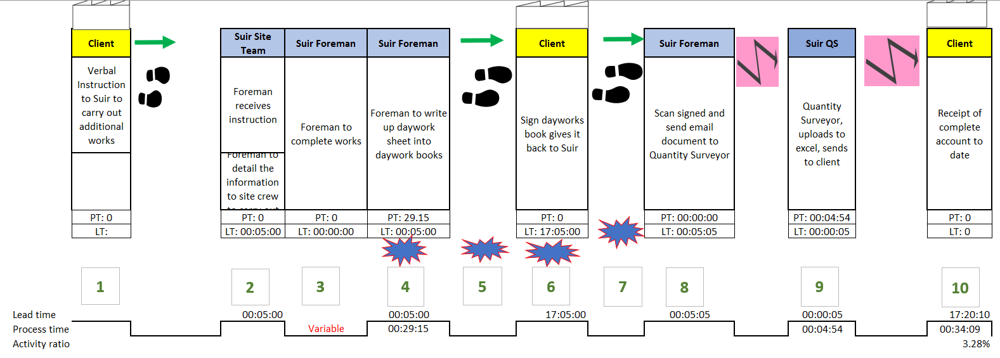 Client
Suir Site
Team
Suir Foreman
Suir Foreman
Client
Suir Foreman
Suir QS
Client
Verbal
Instruction
to Suir to
carry out
additional
works
Foreman
receives
instruction
Foreman to
detail the
information
to site crew
to carry out
Foreman to
complete works
Foreman to write
up daywork
sheet into
daywork books
Sign dayworks
book gives it
back to Suir
Scan signed and
send email
document to
Quantity Surveyor
Quantity
Surveyor,
uploads to
excel, sends
to client
Receipt of
complete
account to
date
PT: 0
PT: 0
PT: 0
PT: 29.15
PT: 0
PT: 00:00:00
PT: 00:04:54
PT: 0
LT:
LT: 00:05:00
LT: 00:00:00
LT: 00:05:00
LT: 17:05:00
LT: 00:05:05
LT: 00:00:05
LT: 0
1
2
3
4
5
6
7
8
9
10
Lead time 00:05:00 00:05:00 17:05:00 00:05:05 00:00:05 17:20:10
Process time Variable 00:29:15 00:04:54 00:34:09
Activity ratio 3.28%